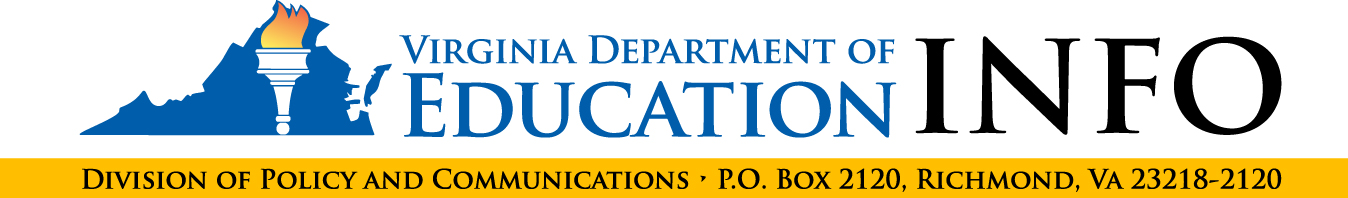 VIRGINIA DEPARTMENT OF
EDUCATION INFO
DIVISION OF POLICY AND COMMUNICATIONS · P.O. BOX 2120, RICHMOND, VA 23218-2120